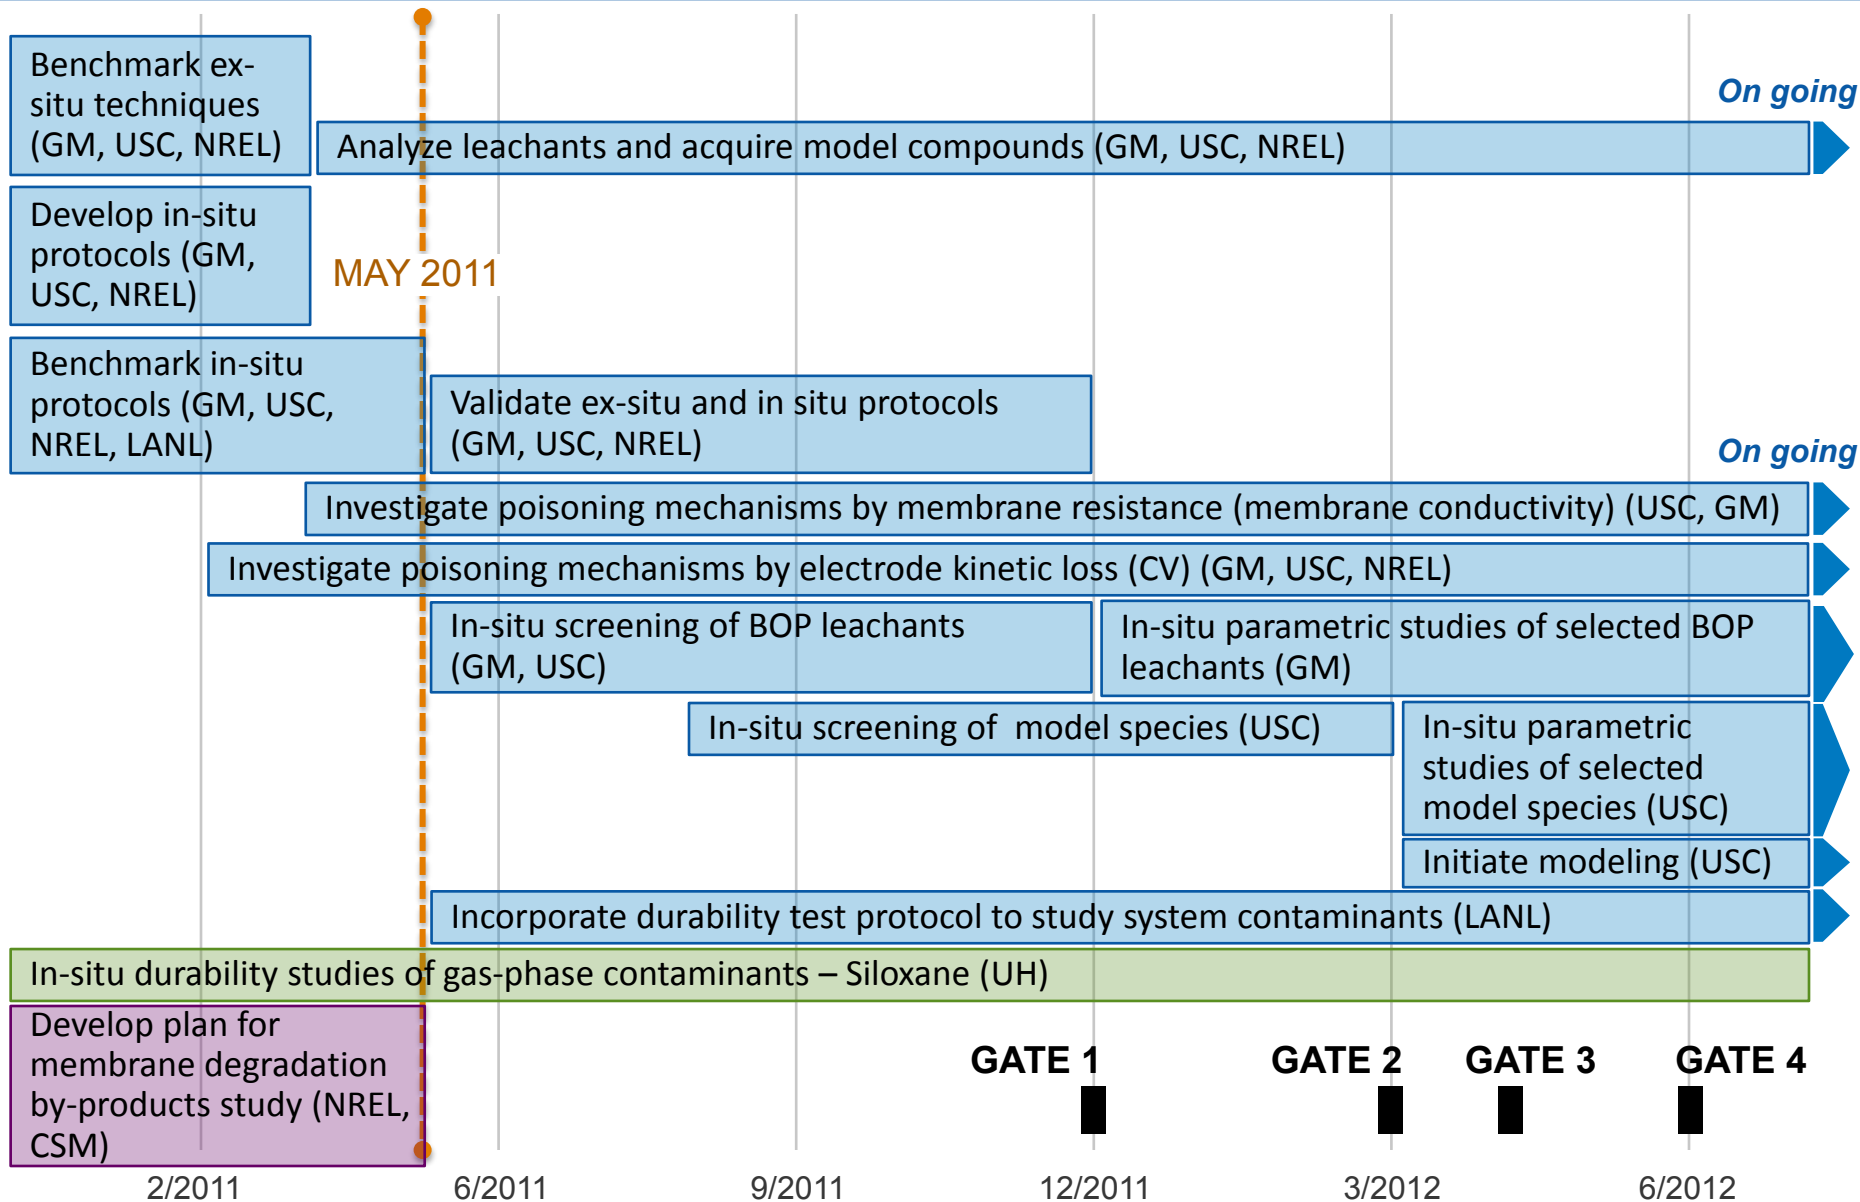 Benchmark ex-
situ techniques
(GM, USC, NREL)
On going
Analyze leachants and acquire model compounds (GM, USC, NREL)
Develop in-situ
protocols (GM,
USC, NREL)
MAY 2011
Benchmark in-situ
protocols (GM, USC,
NREL, LANL)
Validate ex-situ and in situ protocols
(GM, USC, NREL)
On going
Investigate poisoning mechanisms by membrane resistance (membrane conductivity) (USC, GM)
Investigate poisoning mechanisms by electrode kinetic loss (CV) (GM, USC, NREL)
In-situ screening of BOP leachants
(GM, USC)
In-situ parametric studies of selected BOP
leachants (GM)
In-situ screening of  model species (USC)
In-situ parametric
studies of selected
model species (USC)
Initiate modeling (USC)
Incorporate durability test protocol to study system contaminants (LANL)
In-situ durability studies of gas-phase contaminants – Siloxane (UH)
Develop plan for
membrane degradation
by-products study (NREL,
CSM)
GATE 1
GATE 2
GATE 3
GATE 4
2/2011
6/2011
9/2011
12/2011
3/2012
6/2012